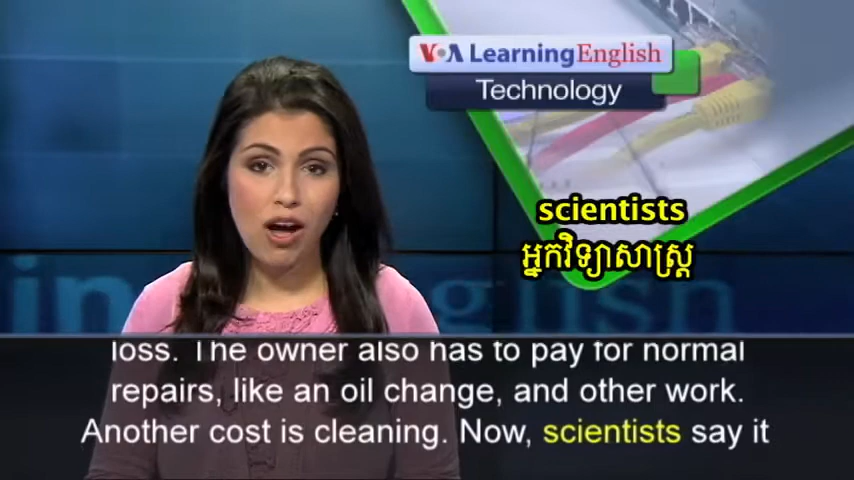 VOA Learning English
Technology
scientists
អ្នកវិទ្យាសាស្ត្រ
in
english
loss. The owner also has to pay for normal
repairs, like an oil change, and other work.
Another cost is cleaning. Now, scientists say it